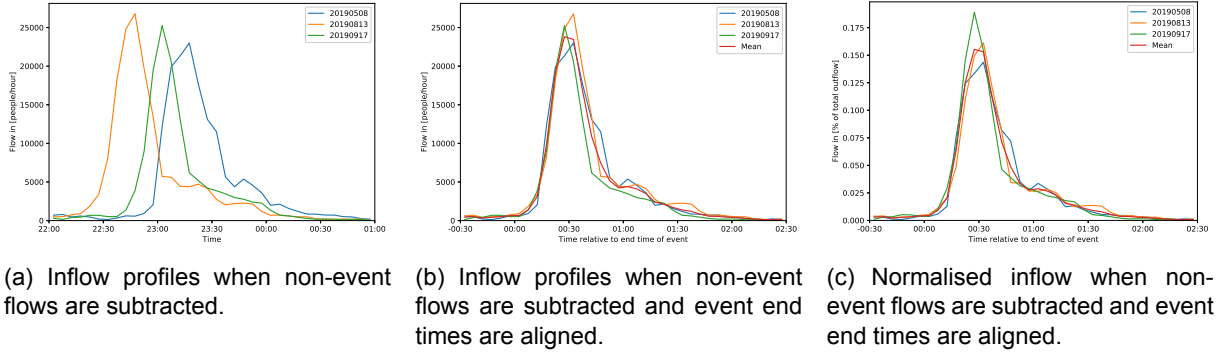 20190508
20190813
20190917
25000
20000
15000
10000
5000
0
Flow in [people/hour]
22:00 22:30 23:00 23:30 00:00 00:30 01:00
Time
20190508
20190813
20190917
Mean
25000
20000
15000
10000
5000
0
Flow in [people/hour]
-00:30 00:00 00:30 01:00 01:30 02:00 02:30
Time relative to end time of event
20190508
20190813
20190917
Mean
0.175
0.150
0.125
0.100
0.075
0.050
0.025
0.000
Flow in [% of total outflow]
-00:30 00:00 00:30 01:00 01:30 02:00 02:30
Time relative to end time of event
(a) Inflow profiles when non-event
flows are subtracted.
(b) Inflow profiles when non-event
flows are subtracted and event end
times are aligned.
(c) Normalised inflow when non-
event flows are subtracted and event
end times are aligned.